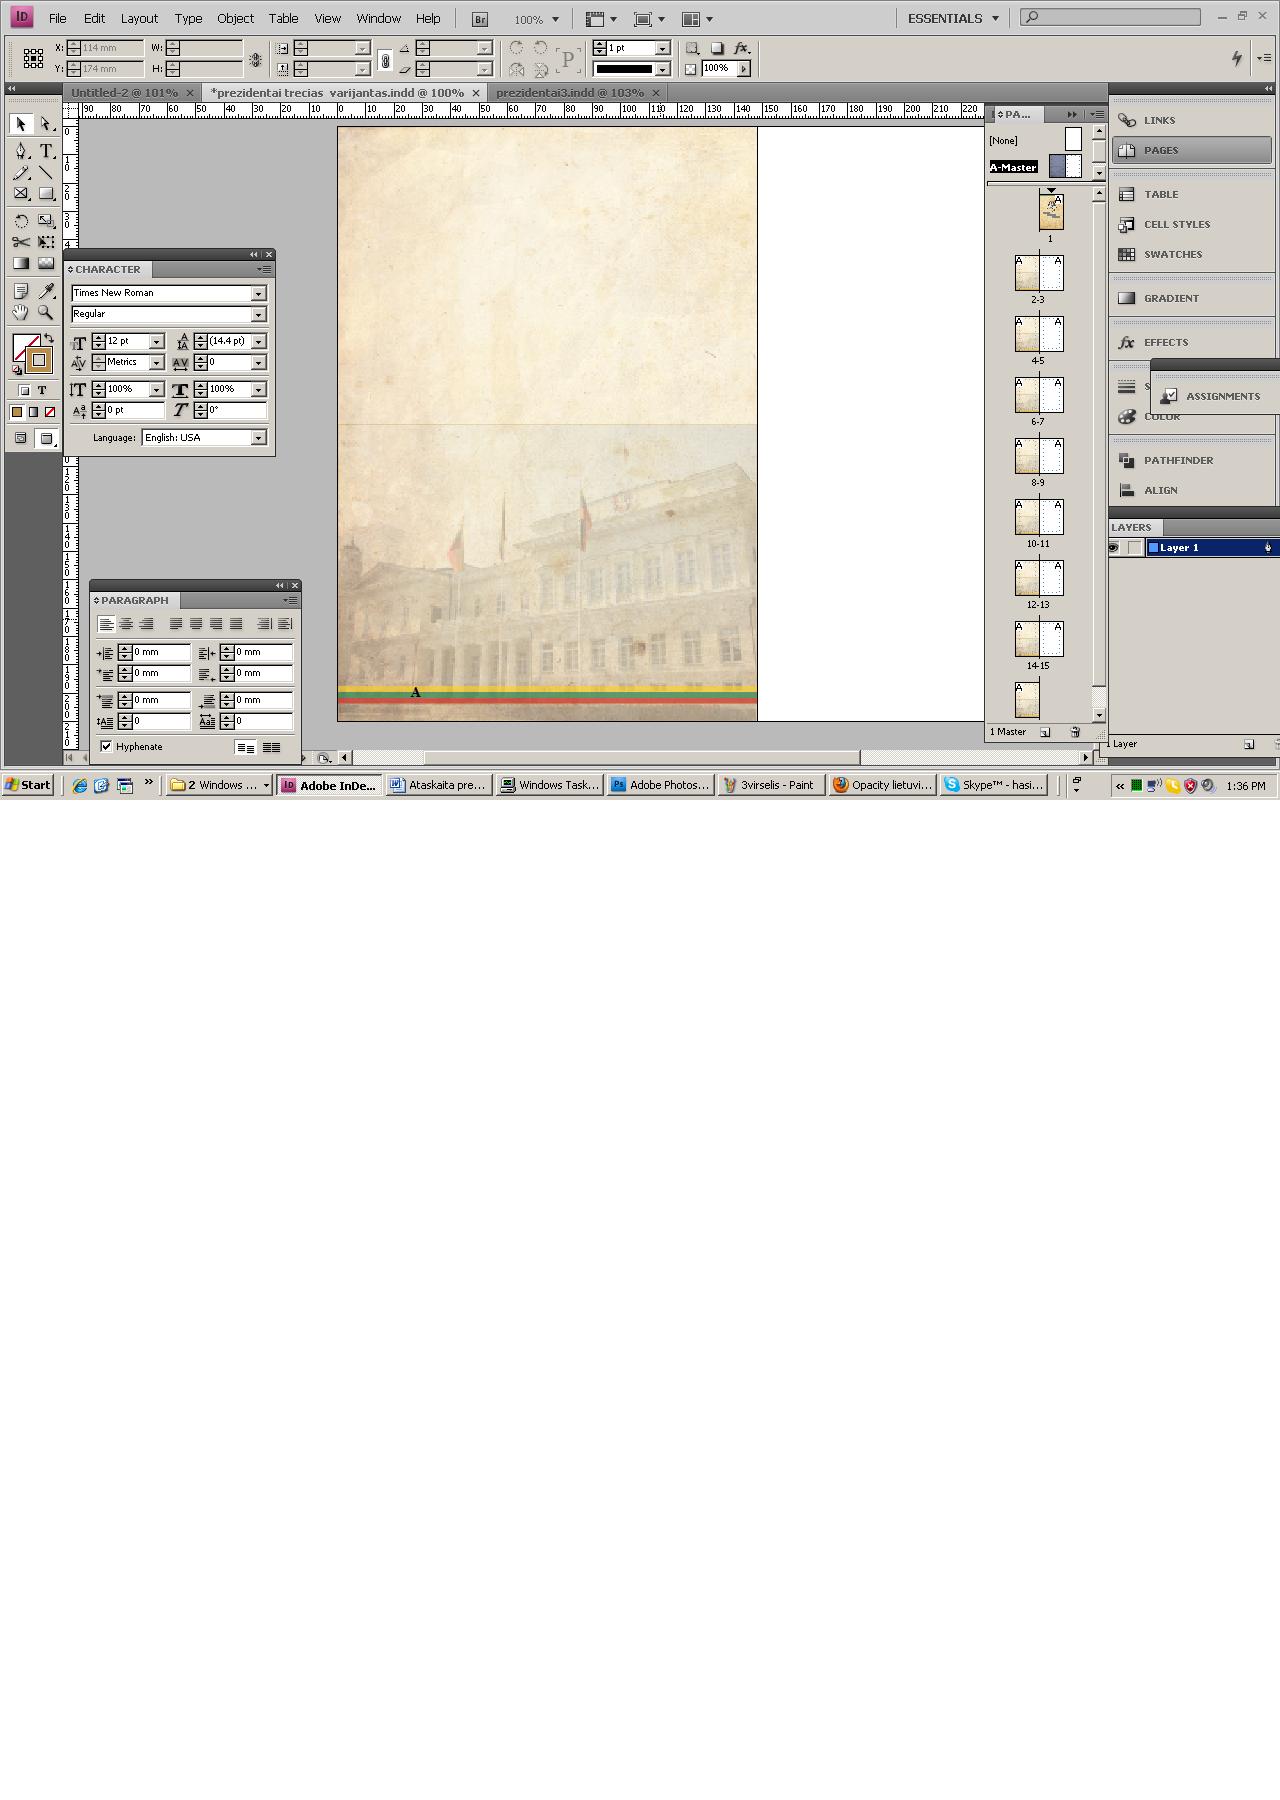 ID File Edit Layout Type Object Table View Window Help Br 100% ESSENTIALS
X: 114 mm W: 1 pt fx.
Y: 174 mm H: P 100%
Untitled-2 @ 101% × *prezidentai trecias varijantas.indd @ 100% × prezidentai3.indd @ 103% ×
90 80 70 60 50 40 30 20 10 0 10 20 30 40 50 60 70 80 90 100 110 120 130 140 150 160 170 180 190 200 210 220
PA...
[None]
A-Master
A
1
A A
2-3
A A
4-5
A A
6-7
A A
8-9
A A
10-11
A A
12-13
A A
14-15
A
1 Master
LINKS
PAGES
TABLE
CELL STYLES
SWATCHES
GRADIENT
fx EFFECTS
S
ASSIGNMENTS
COLOR
PATHFINDER
ALIGN
LAYERS
Layer 1
1 Layer
CHARACTER
Times New Roman
Regular
12 pt (14.4 pt)
Metrics 0
100% 100%
0 pt 0°
Language: English: USA
PARAGRAPH
0 mm 0 mm
0 mm 0 mm
0 mm 0 mm
0 0
Hyphenate
A
Start 2 Windows ... Adobe InDe... Ataskaita pre... Windows Task... Adobe Photos... 3virselis - Paint Opacity lietuvi... Skype™ - hasi... 1:36 PM